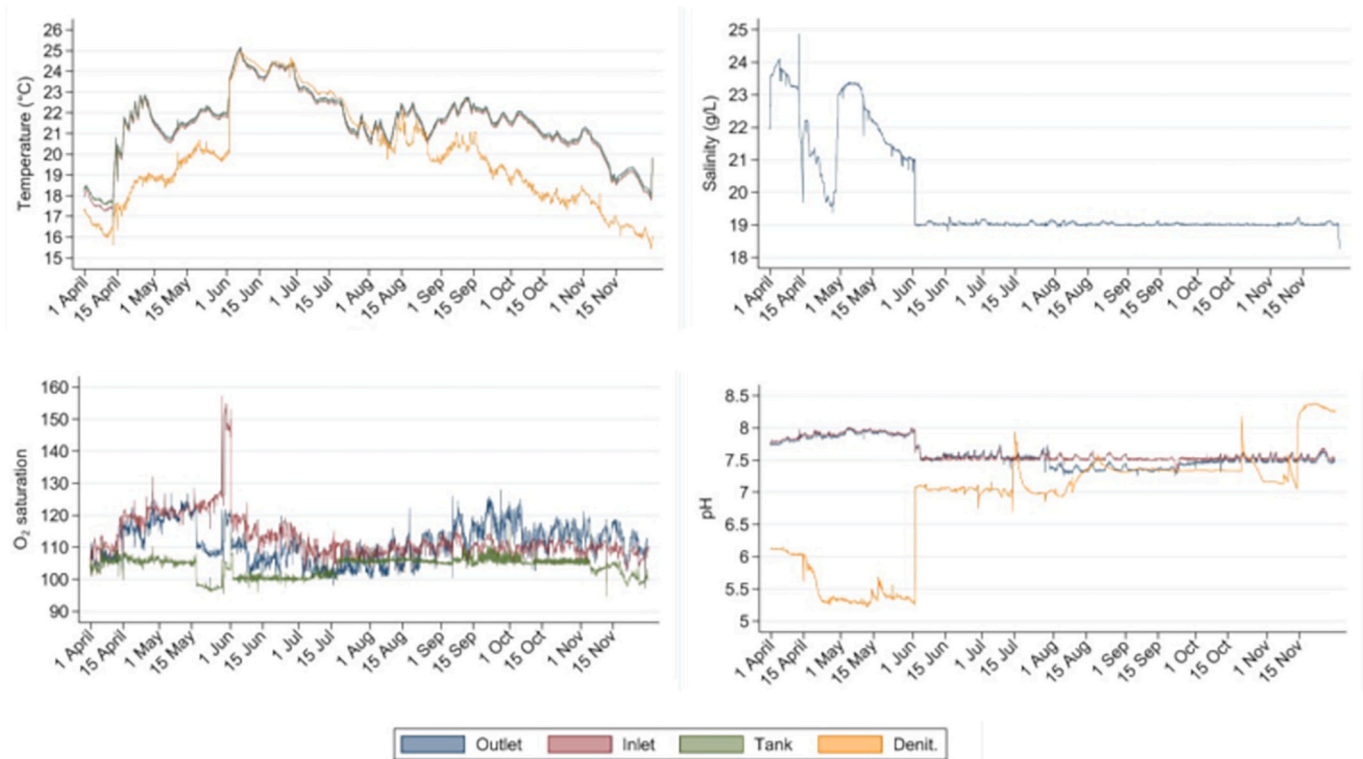 Temperature (°C)
26
25
24
23
22
21
20
19
18
17
16
15
1 April
15 April
1 May
15 May
1 Jun
15 Jun
1 Jul
15 Jul
1 Aug
15 Aug
1 Sep
15 Sep
1 Oct
15 Oct
1 Nov
15 Nov
Salinity (g/L)
25
24
23
22
21
20
19
18
1 April
15 April
1 May
15 May
1 Jun
15 Jun
1 Jul
15 Jul
1 Aug
15 Aug
1 Sep
15 Sep
1 Oct
15 Oct
1 Nov
15 Nov
O₂ saturation
160
150
140
130
120
110
100
90
1 April
15 April
1 May
15 May
1 Jun
15 Jun
1 Jul
15 Jul
1 Aug
15 Aug
1 Sep
15 Sep
1 Oct
15 Oct
1 Nov
15 Nov
pH
8.5
8
7.5
7
6.5
6
5.5
5
1 April
15 April
1 May
15 May
1 Jun
15 Jun
1 Jul
15 Jul
1 Aug
15 Aug
1 Sep
15 Sep
1 Oct
15 Oct
1 Nov
15 Nov
Outlet Inlet Tank Denit.